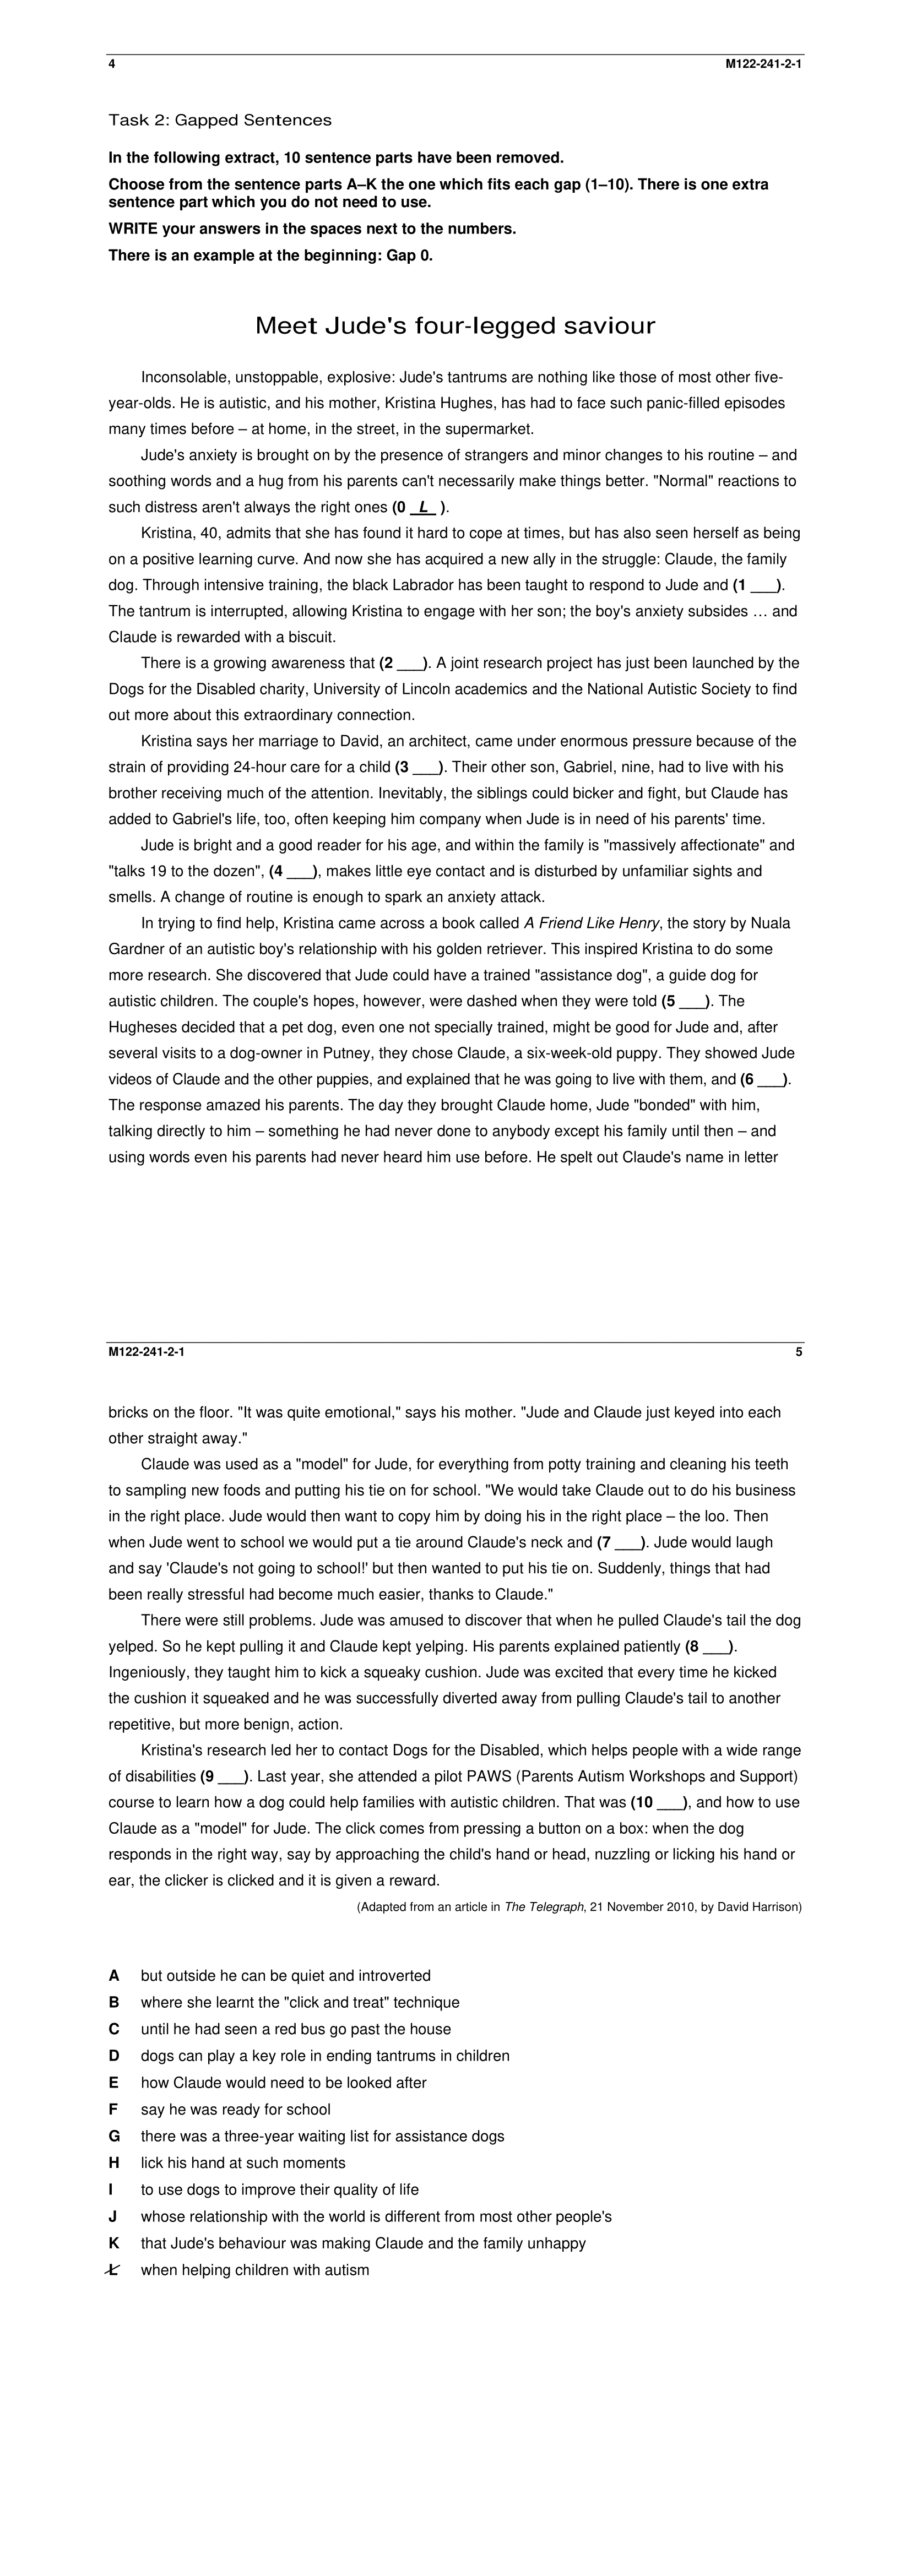 4 M122-241-2-1
Task 2: Gapped Sentences
In the following extract, 10 sentence parts have been removed.
Choose from the sentence parts A–K the one which fits each gap (1–10). There is one extra
sentence part which you do not need to use.
WRITE your answers in the spaces next to the numbers.
There is an example at the beginning: Gap 0.
Meet Jude's four-legged saviour
Inconsolable, unstoppable, explosive: Jude's tantrums are nothing like those of most other five-
year-olds. He is autistic, and his mother, Kristina Hughes, has had to face such panic-filled episodes
many times before – at home, in the street, in the supermarket.
Jude's anxiety is brought on by the presence of strangers and minor changes to his routine – and
soothing words and a hug from his parents can't necessarily make things better. "Normal" reactions to
such distress aren't always the right ones (0 _L_ ).
Kristina, 40, admits that she has found it hard to cope at times, but has also seen herself as being
on a positive learning curve. And now she has acquired a new ally in the struggle: Claude, the family
dog. Through intensive training, the black Labrador has been taught to respond to Jude and (1 ___).
The tantrum is interrupted, allowing Kristina to engage with her son; the boy's anxiety subsides … and
Claude is rewarded with a biscuit.
There is a growing awareness that (2 ___). A joint research project has just been launched by the
Dogs for the Disabled charity, University of Lincoln academics and the National Autistic Society to find
out more about this extraordinary connection.
Kristina says her marriage to David, an architect, came under enormous pressure because of the
strain of providing 24-hour care for a child (3 ___). Their other son, Gabriel, nine, had to live with his
brother receiving much of the attention. Inevitably, the siblings could bicker and fight, but Claude has
added to Gabriel's life, too, often keeping him company when Jude is in need of his parents' time.
Jude is bright and a good reader for his age, and within the family is "massively affectionate" and
"talks 19 to the dozen", (4 ___), makes little eye contact and is disturbed by unfamiliar sights and
smells. A change of routine is enough to spark an anxiety attack.
In trying to find help, Kristina came across a book called A Friend Like Henry, the story by Nuala
Gardner of an autistic boy's relationship with his golden retriever. This inspired Kristina to do some
more research. She discovered that Jude could have a trained "assistance dog", a guide dog for
autistic children. The couple's hopes, however, were dashed when they were told (5 ___). The
Hugheses decided that a pet dog, even one not specially trained, might be good for Jude and, after
several visits to a dog-owner in Putney, they chose Claude, a six-week-old puppy. They showed Jude
videos of Claude and the other puppies, and explained that he was going to live with them, and (6 ___).
The response amazed his parents. The day they brought Claude home, Jude "bonded" with him,
talking directly to him – something he had never done to anybody except his family until then – and
using words even his parents had never heard him use before. He spelt out Claude's name in letter
M122-241-2-1 5
bricks on the floor. "It was quite emotional," says his mother. "Jude and Claude just keyed into each
other straight away."
Claude was used as a "model" for Jude, for everything from potty training and cleaning his teeth
to sampling new foods and putting his tie on for school. "We would take Claude out to do his business
in the right place. Jude would then want to copy him by doing his in the right place – the loo. Then
when Jude went to school we would put a tie around Claude's neck and (7 ___). Jude would laugh
and say 'Claude's not going to school!' but then wanted to put his tie on. Suddenly, things that had
been really stressful had become much easier, thanks to Claude."
There were still problems. Jude was amused to discover that when he pulled Claude's tail the dog
yelped. So he kept pulling it and Claude kept yelping. His parents explained patiently (8 ___).
Ingeniously, they taught him to kick a squeaky cushion. Jude was excited that every time he kicked
the cushion it squeaked and he was successfully diverted away from pulling Claude's tail to another
repetitive, but more benign, action.
Kristina's research led her to contact Dogs for the Disabled, which helps people with a wide range
of disabilities (9 ___). Last year, she attended a pilot PAWS (Parents Autism Workshops and Support)
course to learn how a dog could help families with autistic children. That was (10 ___), and how to use
Claude as a "model" for Jude. The click comes from pressing a button on a box: when the dog
responds in the right way, say by approaching the child's hand or head, nuzzling or licking his hand or
ear, the clicker is clicked and it is given a reward.
(Adapted from an article in The Telegraph, 21 November 2010, by David Harrison)
A but outside he can be quiet and introverted
B where she learnt the "click and treat" technique
C until he had seen a red bus go past the house
D dogs can play a key role in ending tantrums in children
E how Claude would need to be looked after
F say he was ready for school
G there was a three-year waiting list for assistance dogs
H lick his hand at such moments
I to use dogs to improve their quality of life
J whose relationship with the world is different from most other people's
K that Jude's behaviour was making Claude and the family unhappy
L when helping children with autism